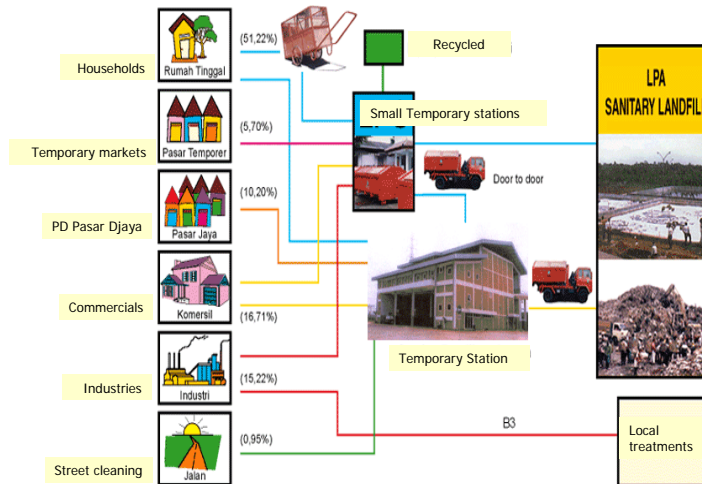 Households
Rumah Tinggal
(51,22%)
Recycled
LPA
SANITARY LANDFILL
Small Temporary stations
Temporary markets
Pasar Temporer
(5,70%)
Door to door
PD Pasar Djaya
Pasar Jaya
(10,20%)
Commercials
Komersil
(16,71%)
Temporary Station
Industries
Industri
(15,22%)
B3
Local
treatments
Street cleaning
Jalan
(0,95%)